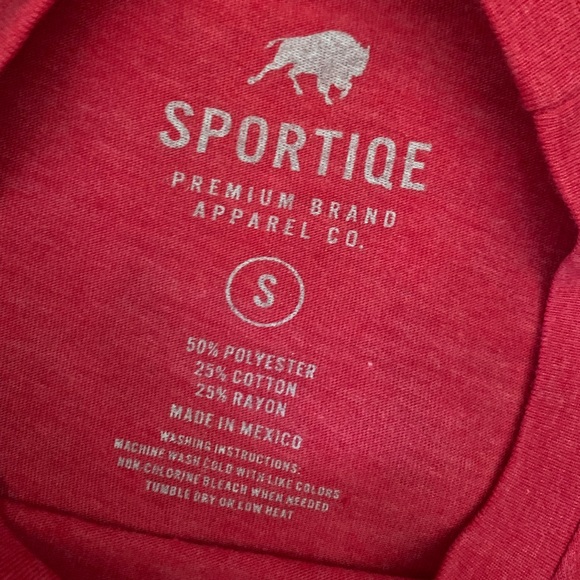 SPORTIQE
PREMIUM BRAND
APPAREL CO.
S
50% POLYESTER
25% COTTON
25% RAYON
MADE IN MEXICO
WASHING INSTRUCTIONS:
MACHINE WASH COLD WITH LIKE COLORS
NON-CHLORINE BLEACH WHEN NEEDED
TUMBLE DRY OR LOW HEAT